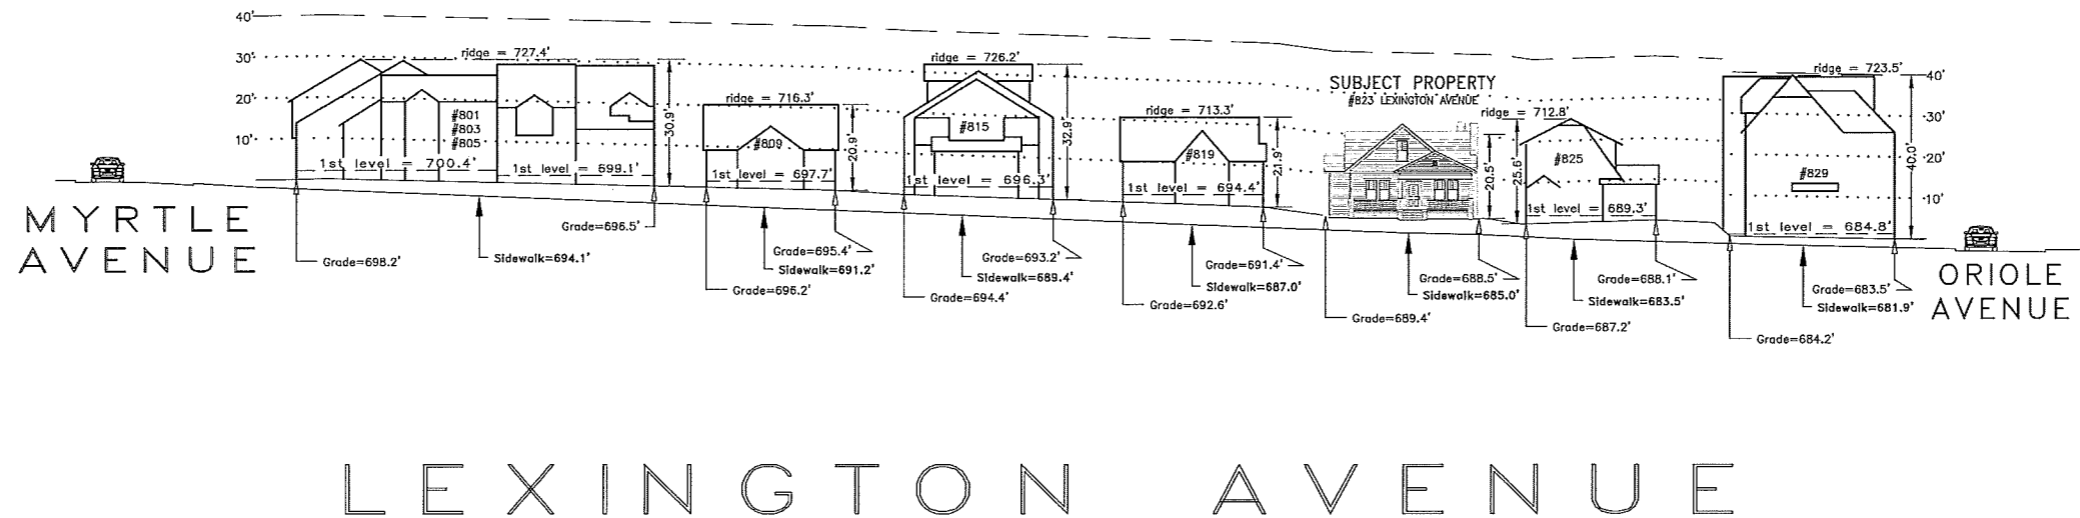 40'
30'
20'
10'
ridge = 727.4'
#801
#803
#805
1st level = 700.4'
1st level = 699.1'
30.9'
ridge = 716.3'
#809
1st level = 697.7'
20.9'
ridge = 726.2'
#815
1st level = 696.3'
32.9'
ridge = 713.3'
#819
1st level = 694.4'
21.9'
SUBJECT PROPERTY
#823 LEXINGTON AVENUE
20.5'
ridge = 712.8'
25.6'
#825
1st level = 689.3'
ridge = 723.5'
#829
1st level = 684.8'
40.0'
40'
30'
20'
10'
MYRTLE
AVENUE
Grade=698.2'
Sidewalk=694.1'
Grade=696.5'
Grade=696.2'
Sidewalk=691.2'
Grade=695.4'
Grade=694.4'
Sidewalk=689.4'
Grade=693.2'
Grade=692.6'
Sidewalk=687.0'
Grade=691.4'
Grade=689.4'
Sidewalk=685.0'
Grade=688.5'
Grade=687.2'
Sidewalk=683.5'
Grade=688.1'
Grade=684.2'
Sidewalk=681.9'
Grade=683.5'
ORIOLE
AVENUE
LEXINGTON AVENUE